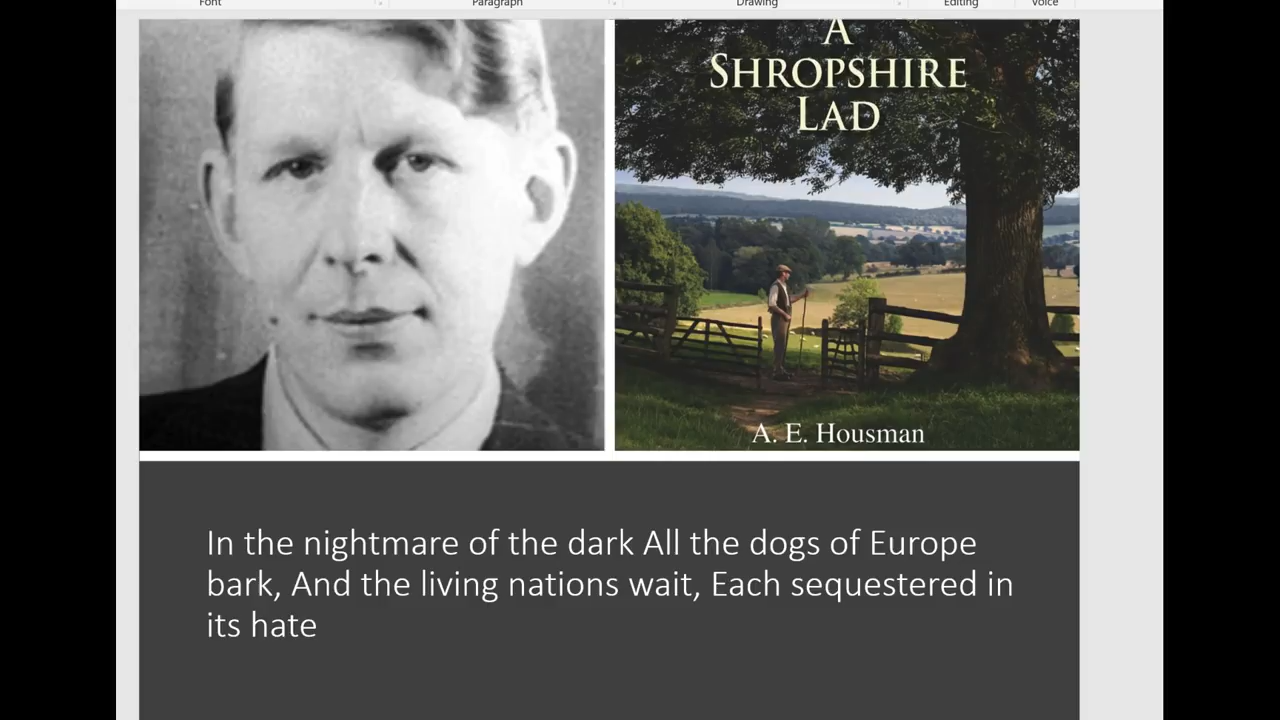 Font Paragraph Drawing Editing Voice
A
SHROPSHIRE
LAD
A. E. Housman
In the nightmare of the dark All the dogs of Europe
bark, And the living nations wait, Each sequestered in
its hate